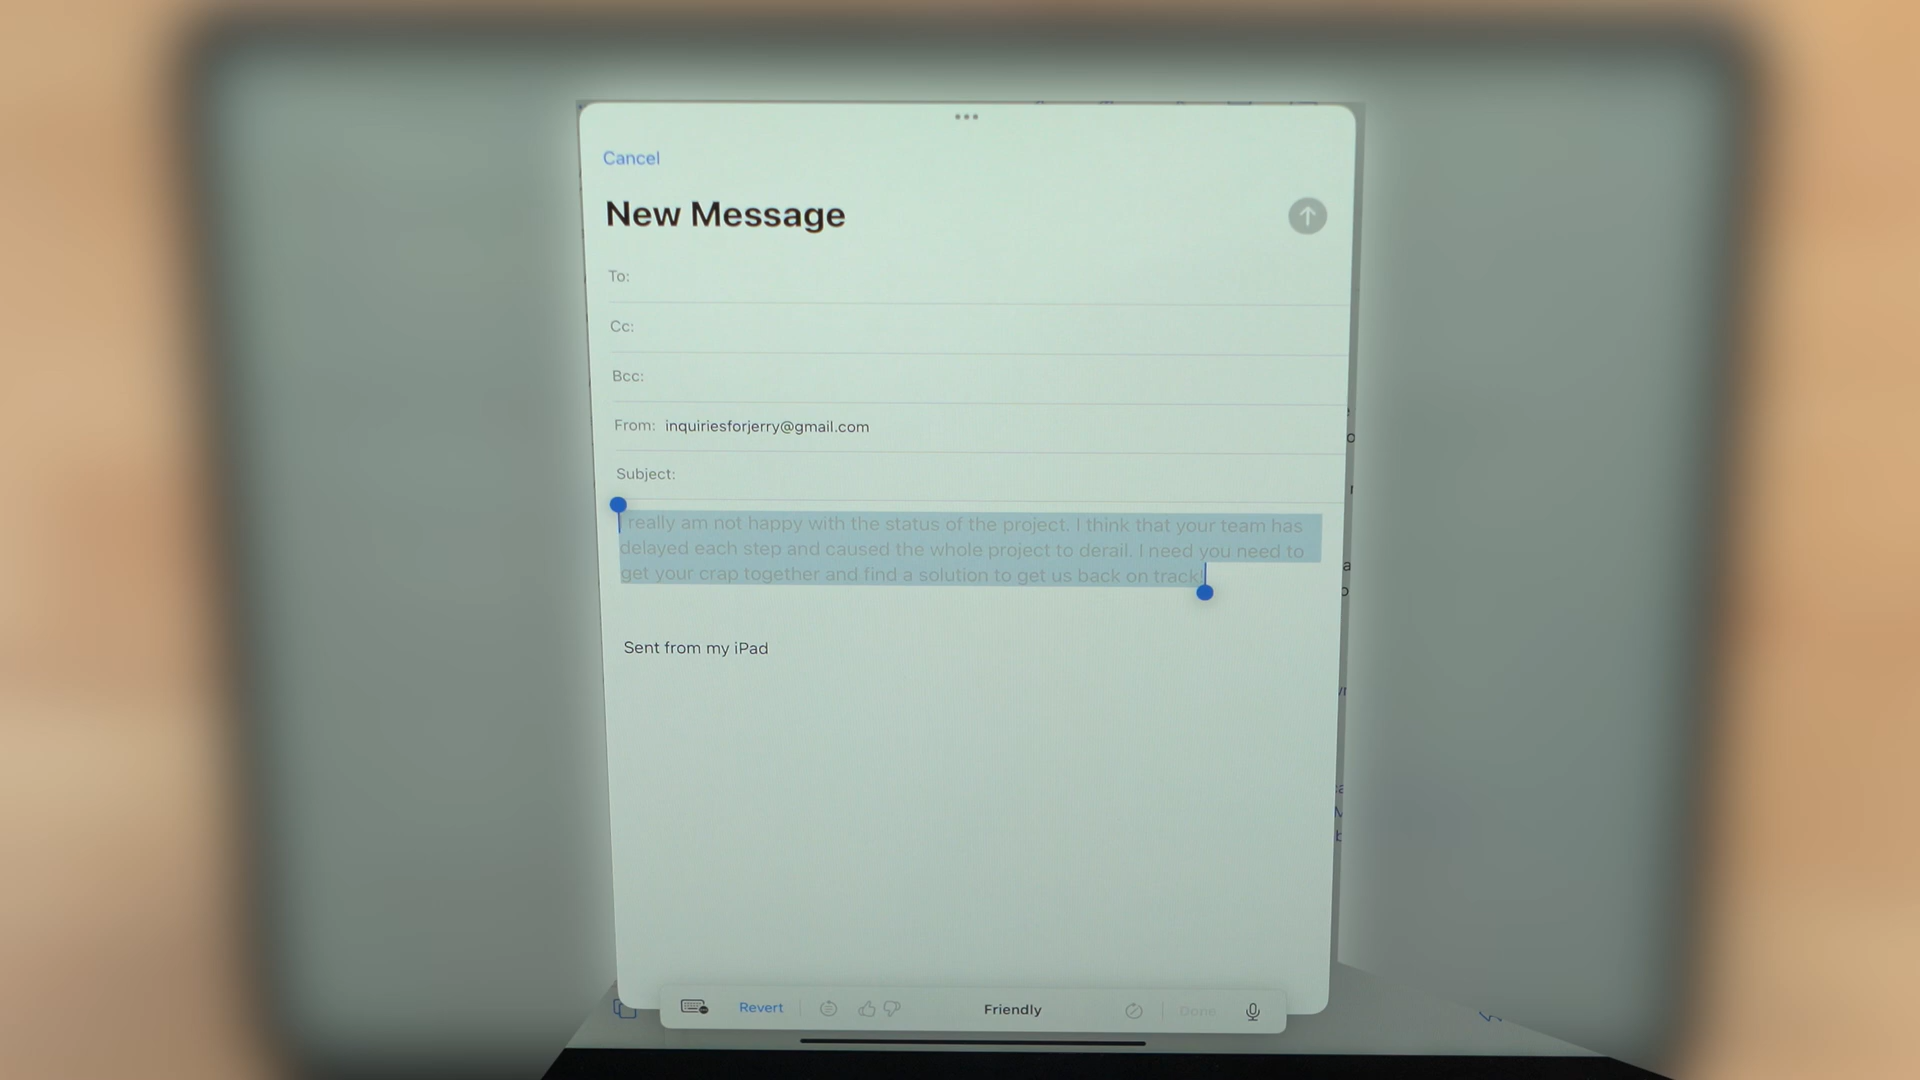 Cancel
New Message
To:
Cc:
Bcc:
From: inquiriesforjerry@gmail.com
Subject:
I really am not happy with the status of the project. I think that your team has
delayed each step and caused the whole project to derail. I need you need to
get your crap together and find a solution to get us back on track!
Sent from my iPad
Revert
Friendly
Done